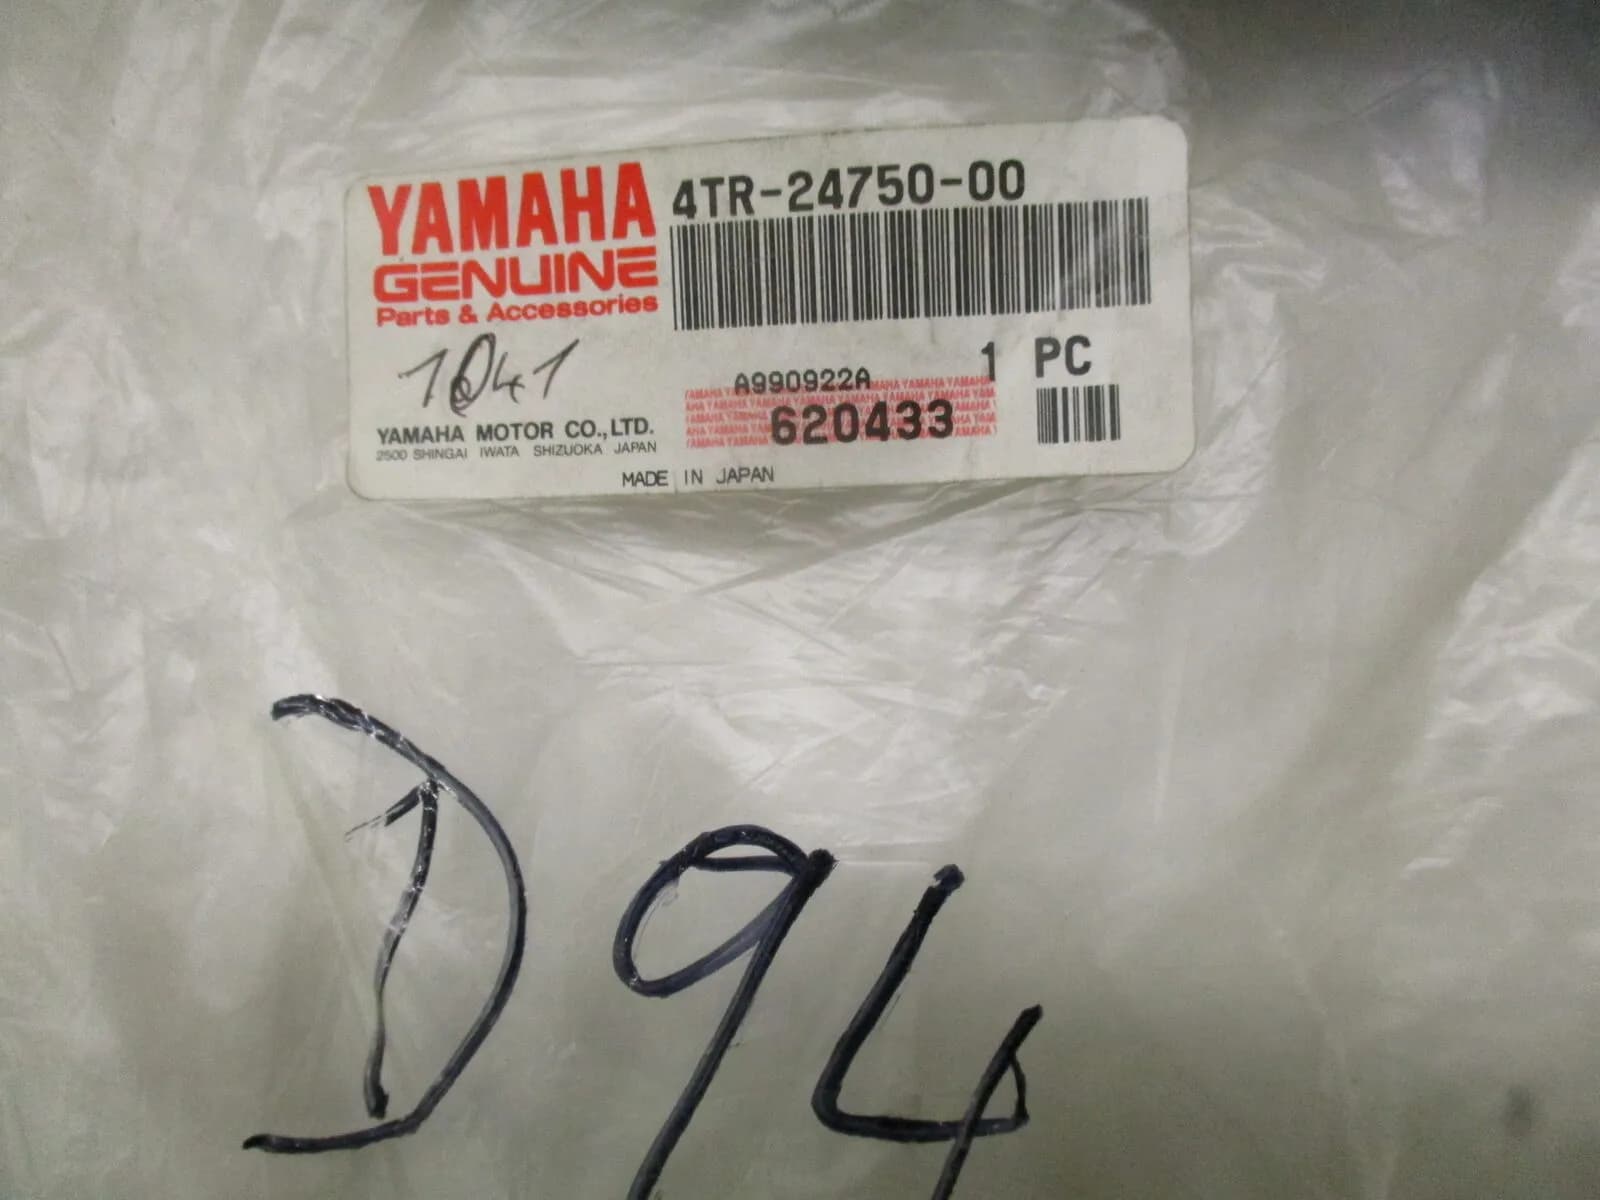 YAMAHA
GENUINE
Parts & Accessories
4TR-24750-00
1041
A990922A
1 PC
620433
YAMAHA MOTOR CO.,LTD.
2500 SHINGAI IWATA SHIZUOKA JAPAN
MADE IN JAPAN
D94